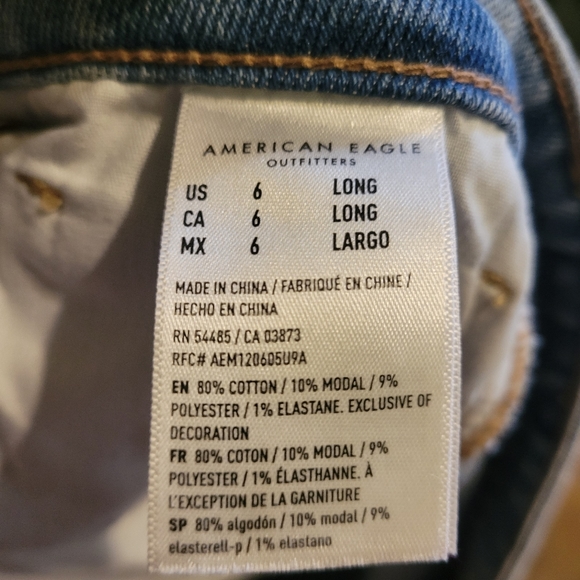 AMERICAN EAGLE
OUTFITTERS
US 6 LONG
CA 6 LONG
MX 6 LARGO
MADE IN CHINA / FABRIQUÉ EN CHINE /
HECHO EN CHINA
RN 54485 / CA 03873
RFC# AEM120605U9A
EN 80% COTTON / 10% MODAL / 9%
POLYESTER / 1% ELASTANE. EXCLUSIVE OF
DECORATION
FR 80% COTON / 10% MODAL / 9%
POLYESTER / 1% ÉLASTHANNE. À
L'EXCEPTION DE LA GARNITURE
SP 80% algodón / 10% modal / 9%
elasterell-p / 1% elastano